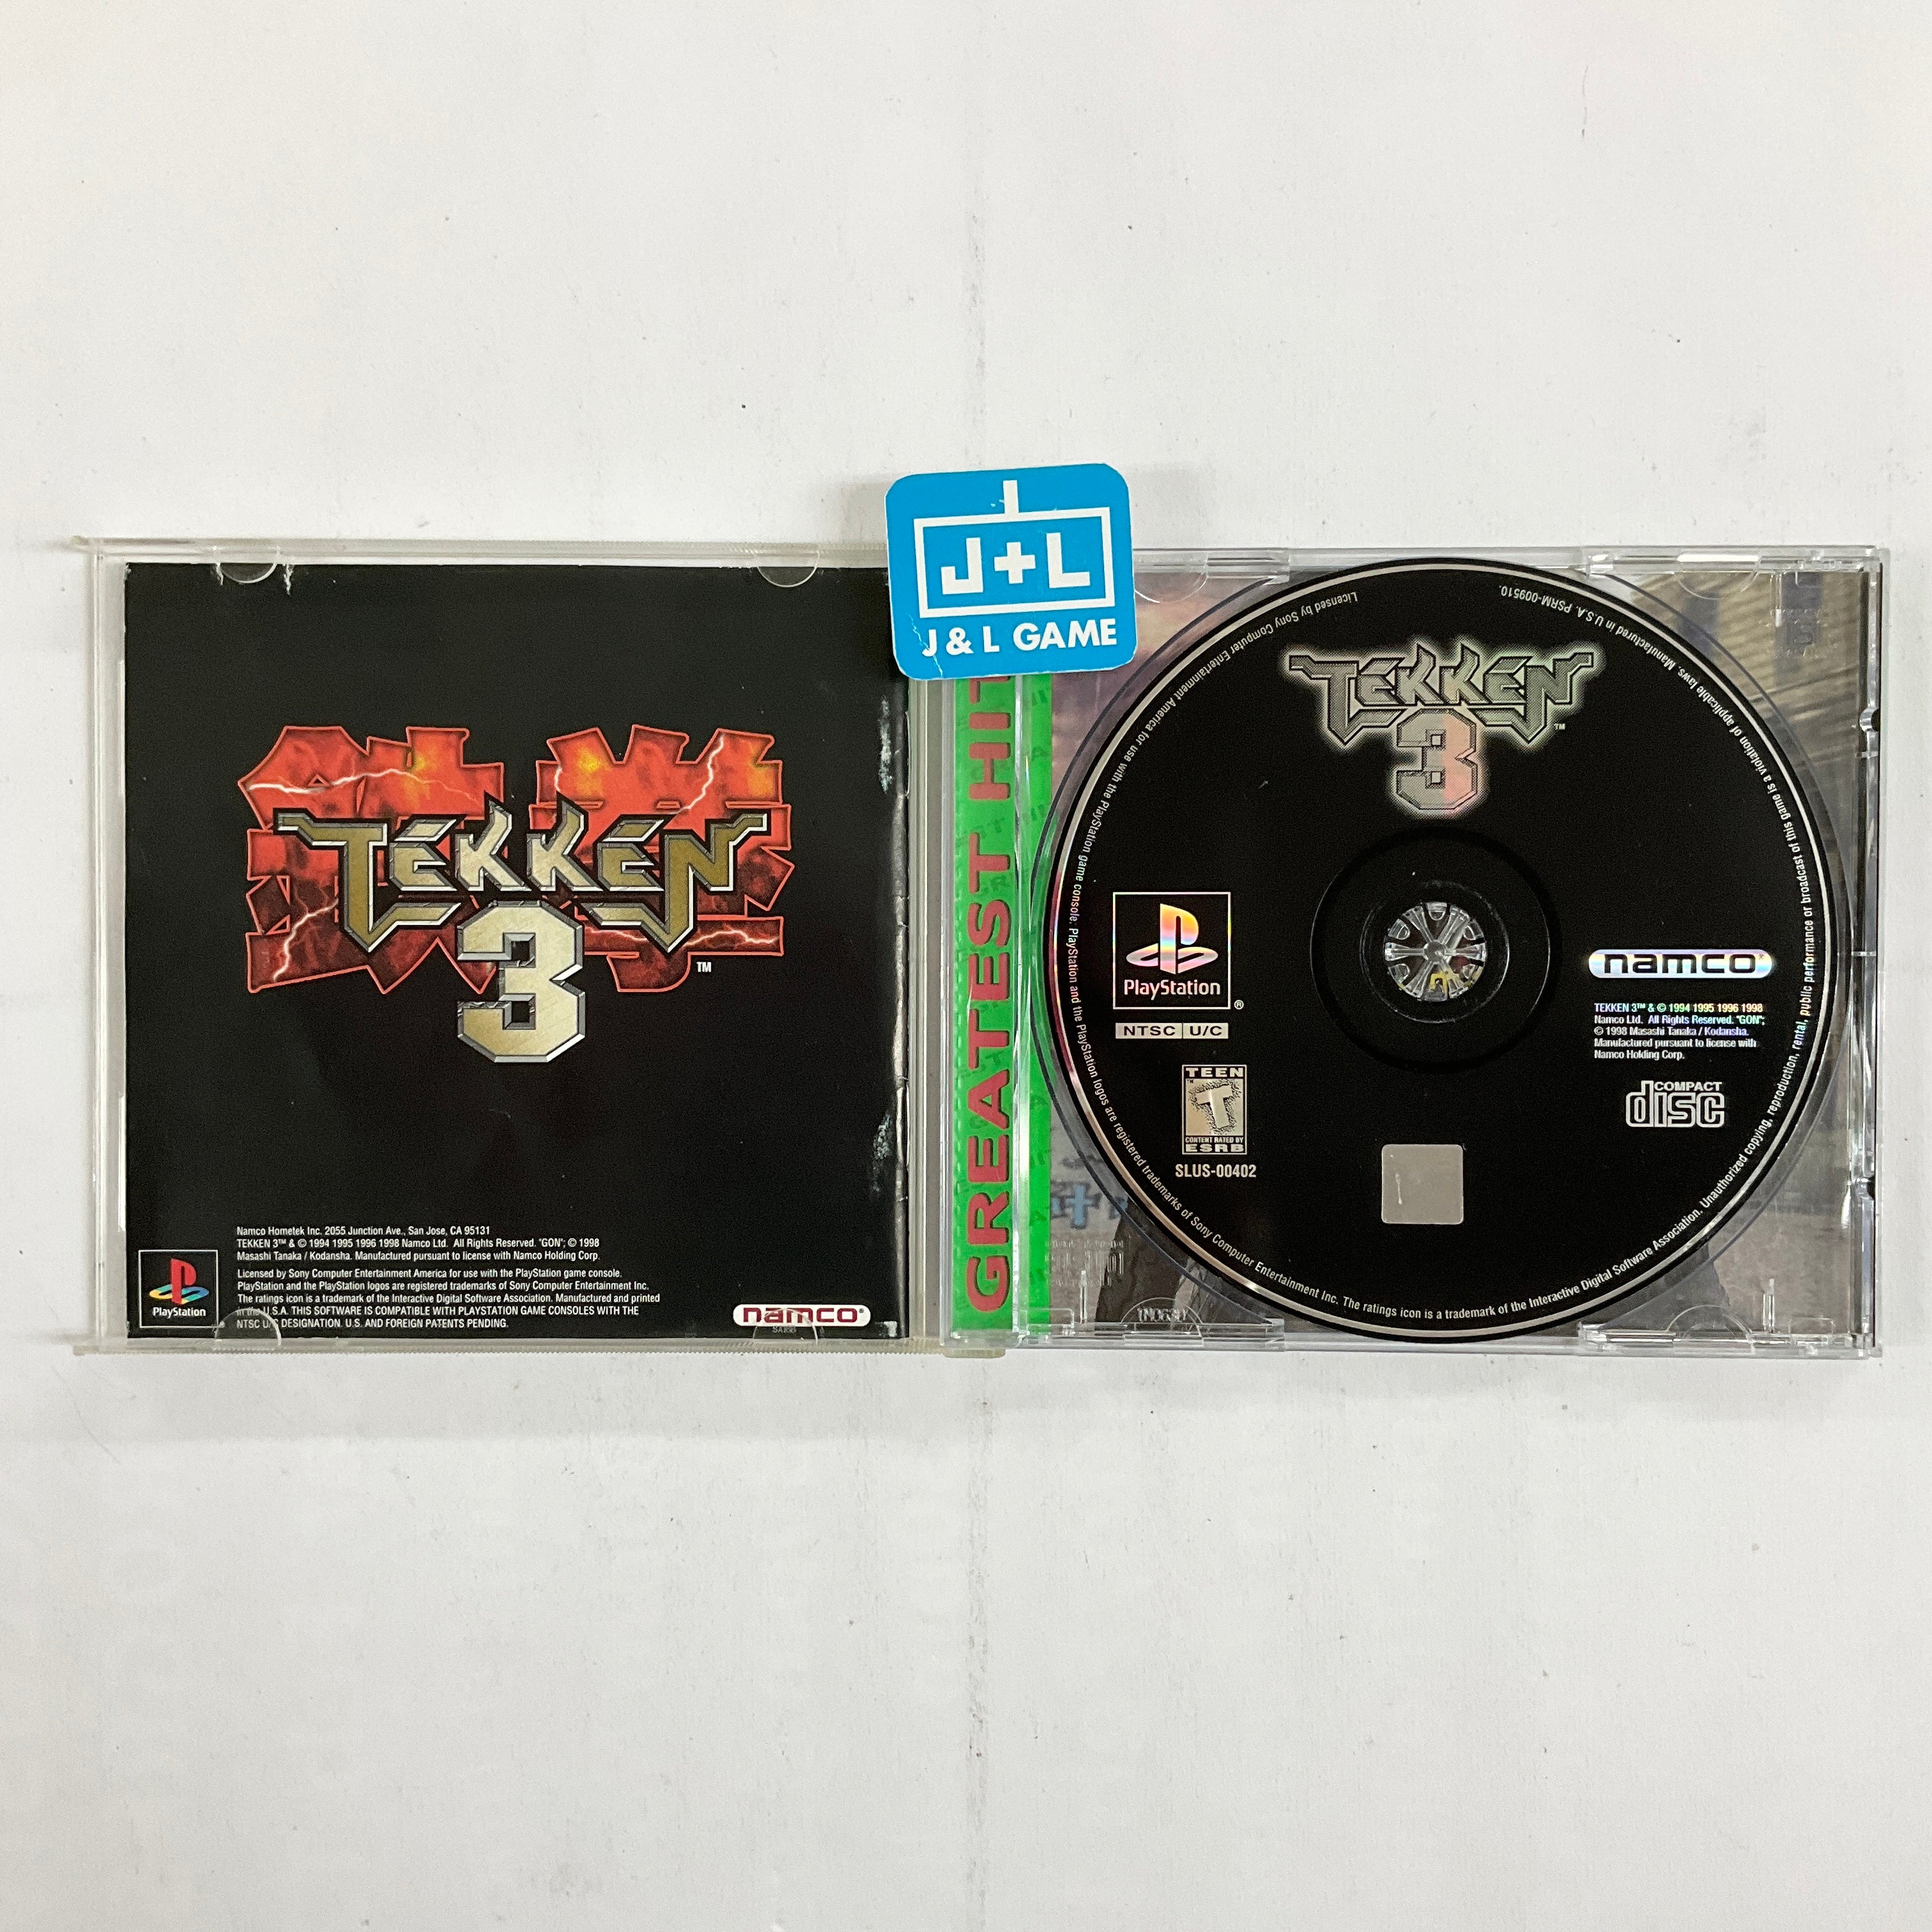 J+L
J & L GAME
TEKKEN
3
TM
Namco Hometek Inc. 2055 Junction Ave., San Jose, CA 95131
TEKKEN 3™ & © 1994 1995 1996 1998 Namco Ltd. All Rights Reserved. "GON"; © 1998
Masashi Tanaka / Kodansha. Manufactured pursuant to license with Namco Holding Corp.
Licensed by Sony Computer Entertainment America for use with the PlayStation game console.
PlayStation and the PlayStation logos are registered trademarks of Sony Computer Entertainment Inc.
The ratings icon is a trademark of the Interactive Digital Software Association. Manufactured and printed
in the U.S.A. THIS SOFTWARE IS COMPATIBLE WITH PLAYSTATION GAME CONSOLES WITH THE
NTSC U/C DESIGNATION. U.S. AND FOREIGN PATENTS PENDING.
PlayStation
namco®
GREATEST HIT
TEKKEN
3
™
PlayStation
®
NTSC U/C
TEEN
T
CONTENT RATED BY
ESRB
SLUS-00402
namco®
TEKKEN 3™ & © 1994 1995 1996 1998
Namco Ltd. All Rights Reserved. "GON";
© 1998 Masashi Tanaka / Kodansha.
Manufactured pursuant to license with
Namco Holding Corp.
COMPACT
disc
Licensed by Sony Computer Entertainment America for use with the PlayStation game console. PlayStation and the PlayStation logos are registered trademarks of Sony Computer Entertainment Inc. The ratings icon is a trademark of the Interactive Digital Software Association. Unauthorized copying, reproduction, rental, public performance or broadcast of this game is a violation of applicable laws. Manufactured in U.S.A. PSRM-009510.